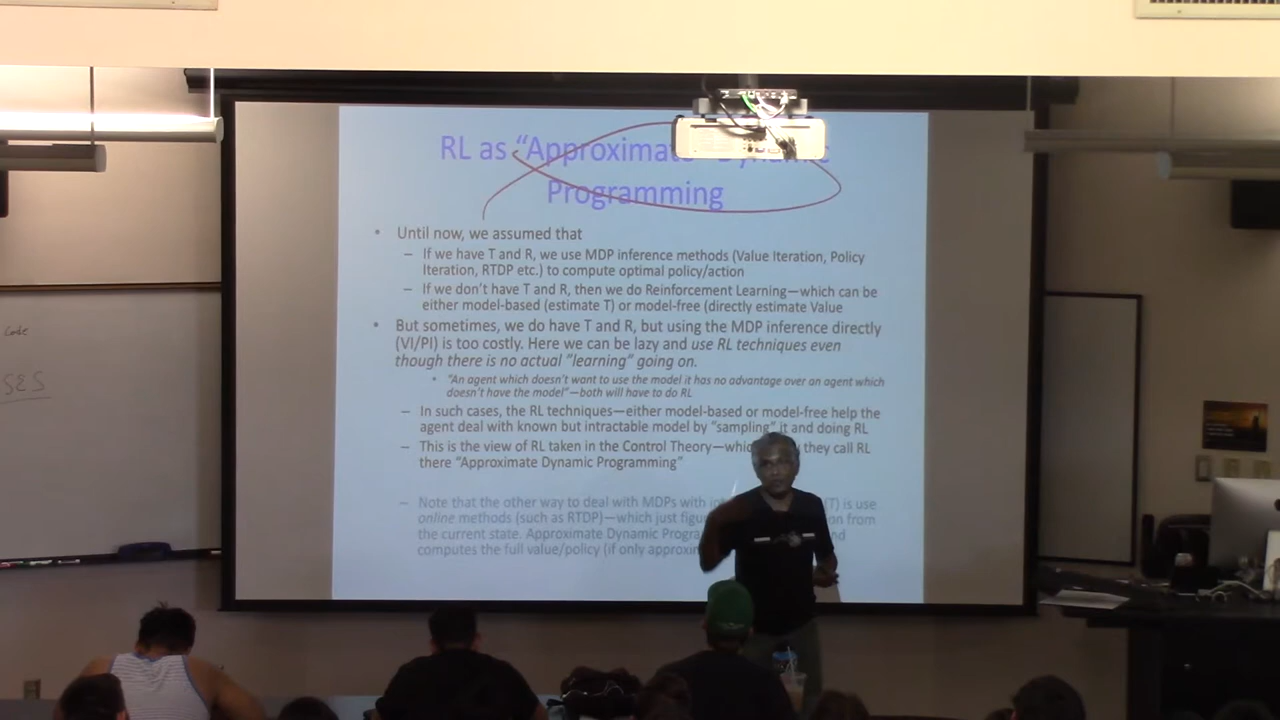 RL as “Approximate” Dynamic
Programming
• Until now, we assumed that
– If we have T and R, we use MDP inference methods (Value Iteration, Policy
Iteration, RTDP etc.) to compute optimal policy/action
– If we don't have T and R, then we do Reinforcement Learning—which can be
either model-based (estimate T) or model-free (directly estimate Value
• But sometimes, we do have T and R, but using the MDP inference directly
(VI/PI) is too costly. Here we can be lazy and use RL techniques even
though there is no actual “learning” going on.
• “An agent which doesn't want to use the model it has no advantage over an agent which
doesn't have the model”—both will have to do RL
– In such cases, the RL techniques—either model-based or model-free help the
agent deal with known but intractable model by “sampling” it and doing RL
– This is the view of RL taken in the Control Theory— they call RL
there “Approximate Dynamic Programming”
– Note that the other way to deal with MDPs with (T) is use
online methods (such as RTDP)—which just from
the current state. Approximate Dynamic
computes the full value/policy (if only
Code
SES